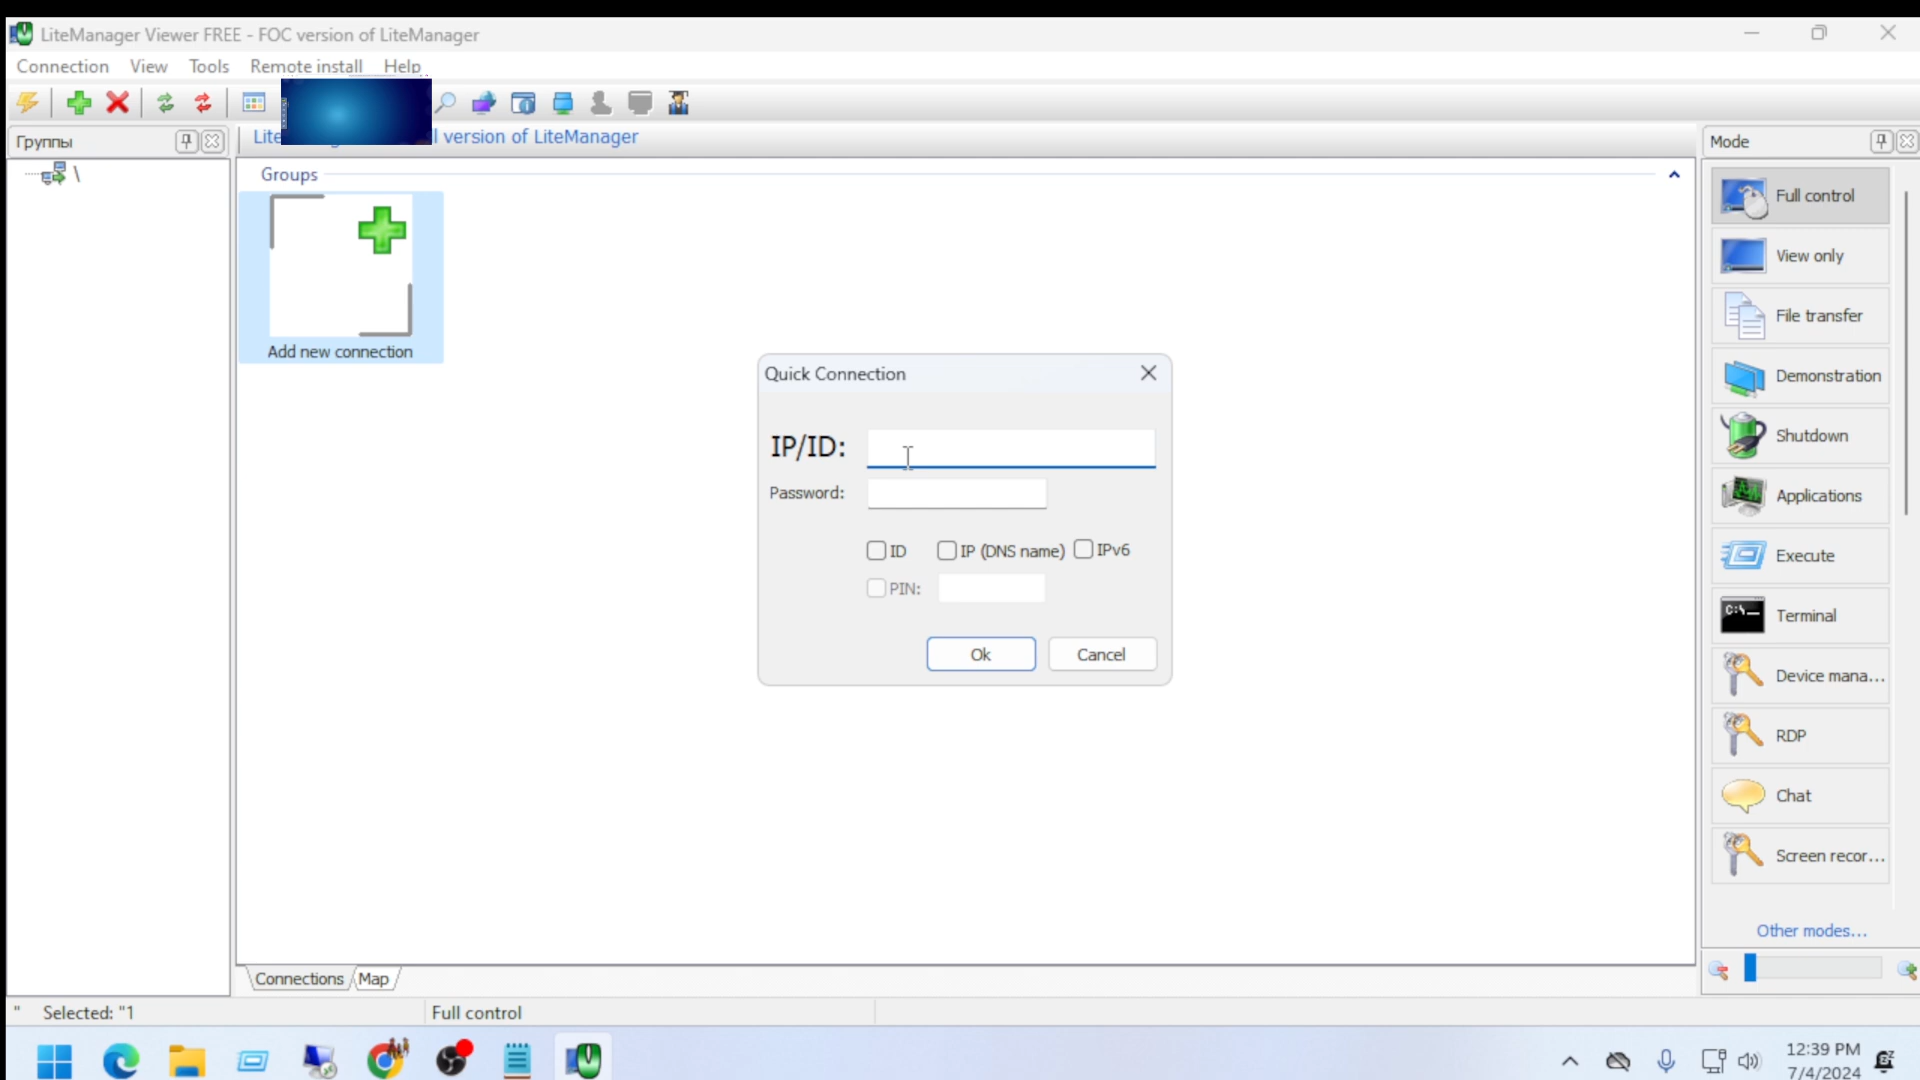 LiteManager Viewer FREE - FOC version of LiteManager
Connection View Tools Remote install Help
Группы
Lite
l version of LiteManager
Mode
\
Groups
Add new connection
Quick Connection
IP/ID:
Password:
ID
IP (DNS name)
IPv6
PIN:
Ok
Cancel
Full control
View only
File transfer
Demonstration
Shutdown
Applications
Execute
C:\_
Terminal
Device mana...
RDP
Chat
Screen recor...
Other modes...
Connections Map
" Selected: "1
Full control
12:39 PM
7/4/2024